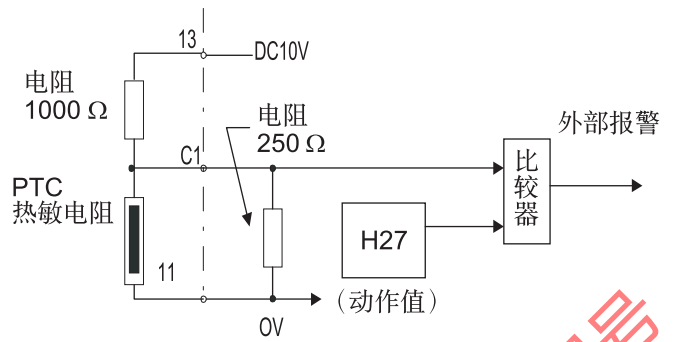 13
DC10V
电阻
1000 Ω
电阻
250 Ω
C1
外部报警
比较器
PTC
热敏电阻
H27
11
(动作值)
0V
号